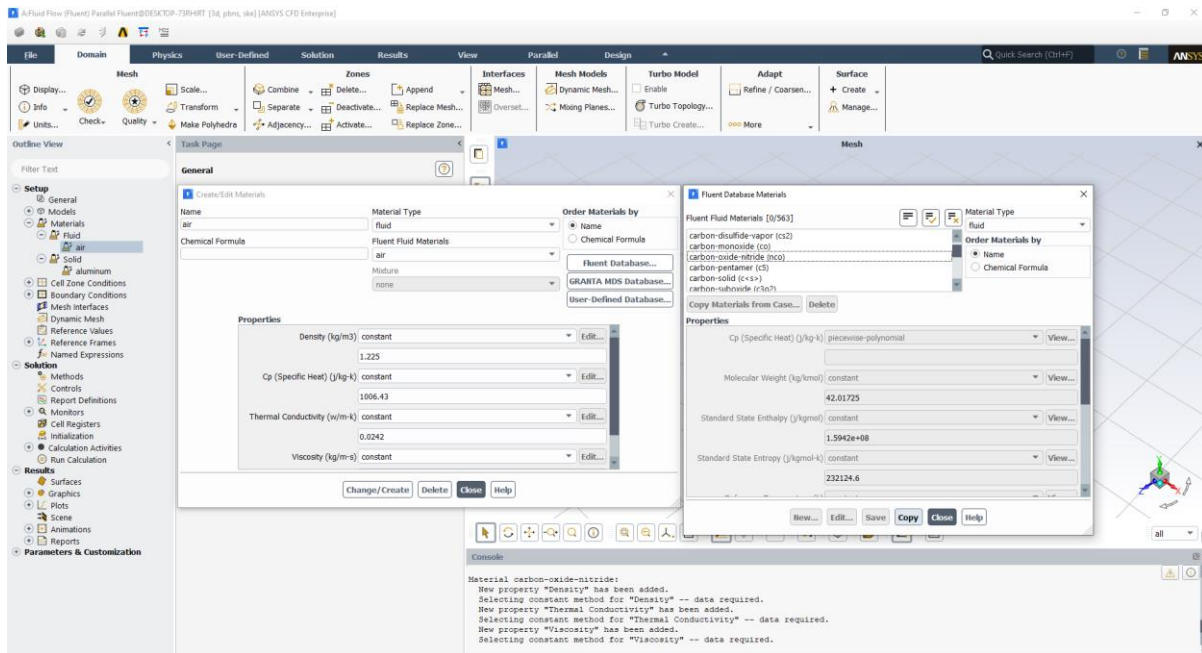 A:Fluid Flow (Fluent) Parallel Fluent@DESKTOP-73RHIRT [3d, pbns, ske] [ANSYS CFD Enterprise]
File Domain Physics User-Defined Solution Results View Parallel Design
Quick Search (Ctrl+F)
ANSYS
Mesh Zones Interfaces Mesh Models Turbo Model Adapt Surface
Display... Scale... Combine Delete... Append Mesh... Dynamic Mesh... Enable Refine / Coarsen... + Create
Info Transform Separate Deactivate... Replace Mesh... Overset... Mixing Planes... Turbo Topology... Manage...
Units... Check Quality Make Polyhedra Adjacency... Activate... Replace Zone... Turbo Create... More
Outline View
Filter Text
Setup
General
Models
Materials
Fluid
air
Solid
aluminum
Cell Zone Conditions
Boundary Conditions
Mesh Interfaces
Dynamic Mesh
Reference Values
Reference Frames
Named Expressions
Solution
Methods
Controls
Report Definitions
Monitors
Cell Registers
Initialization
Calculation Activities
Run Calculation
Results
Surfaces
Graphics
Plots
Scene
Animations
Reports
Parameters & Customization
Task Page
General
Mesh
Create/Edit Materials
Name Material Type Order Materials by
air fluid Name
Chemical Formula Fluent Fluid Materials Chemical Formula
air
Mixture
none
Fluent Database...
GRANTA MDS Database...
User-Defined Database...
Properties
Density (kg/m3) constant Edit...
1.225
Cp (Specific Heat) (j/kg-k) constant Edit...
1006.43
Thermal Conductivity (w/m-k) constant Edit...
0.0242
Viscosity (kg/m-s) constant Edit...
Change/Create Delete Close Help
Fluent Database Materials
Fluent Fluid Materials [0/563]
carbon-disulfide-vapor (cs2)
carbon-monoxide (co)
carbon-oxide-nitride (nco)
carbon-pentamer (c5)
carbon-solid (c<s>)
carbon-suboxide (c3o2)
Material Type
fluid
Order Materials by
Name
Chemical Formula
Copy Materials from Case... Delete
Properties
Cp (Specific Heat) (j/kg-k) piecewise-polynomial View...
Molecular Weight (kg/kmol) constant View...
42.01725
Standard State Enthalpy (j/kgmol) constant View...
1.5942e+08
Standard State Entropy (j/kgmol-k) constant View...
232124.6
New... Edit... Save Copy Close Help
all
Console
Material carbon-oxide-nitride:
New property "Density" has been added.
Selecting constant method for "Density" -- data required.
New property "Thermal Conductivity" has been added.
Selecting constant method for "Thermal Conductivity" -- data required.
New property "Viscosity" has been added.
Selecting constant method for "Viscosity" -- data required.